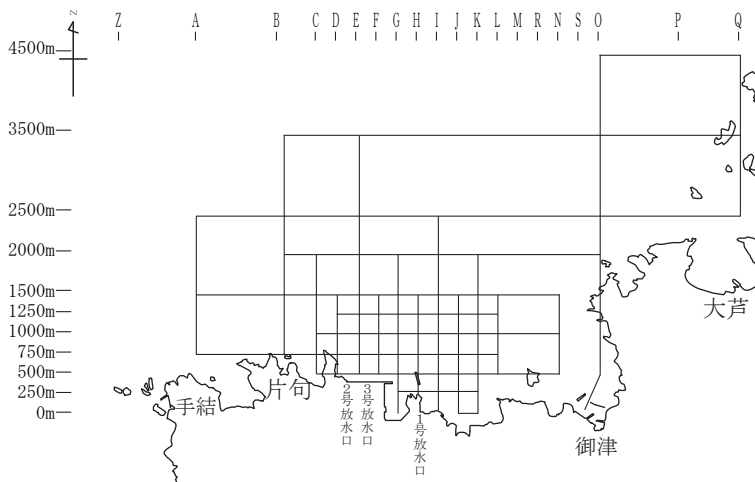 Z A B C D E F G H I J K L M R N S O P Q
z
4500m
3500m
2500m
2000m
1500m
1250m
1000m
750m
500m
250m
0m
大芦
片句
手結
御津
2号放水口
3号放水口
1号放水口